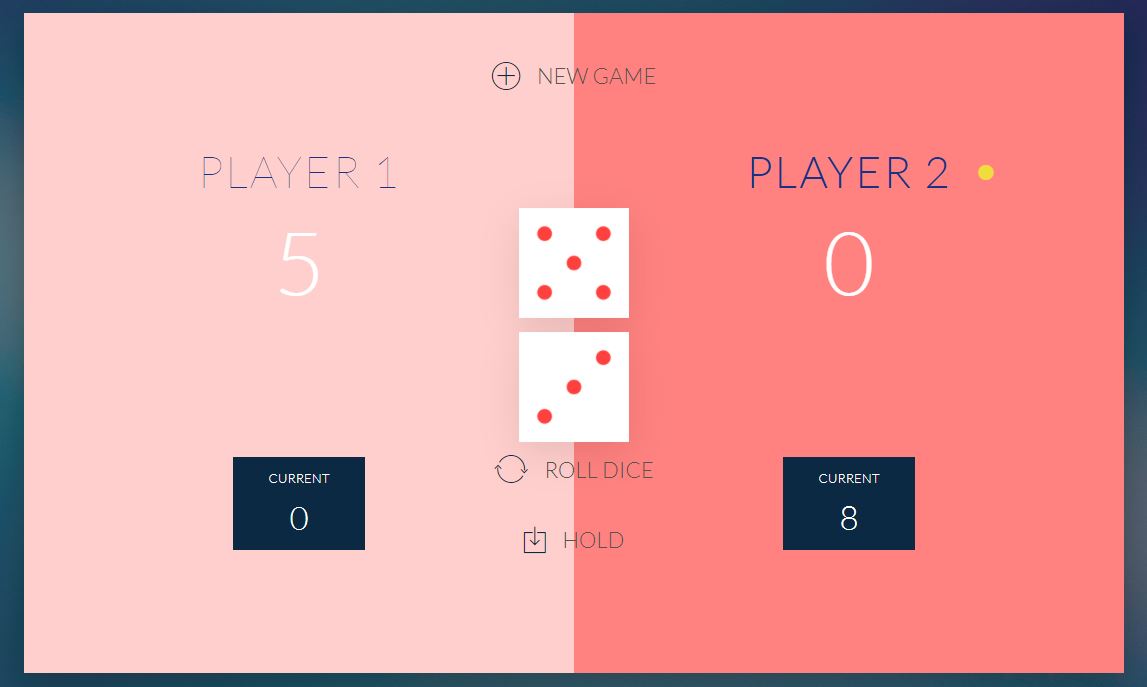 NEW GAME
PLAYER 1
5
PLAYER 2
0
ROLL DICE
HOLD
CURRENT
0
CURRENT
8